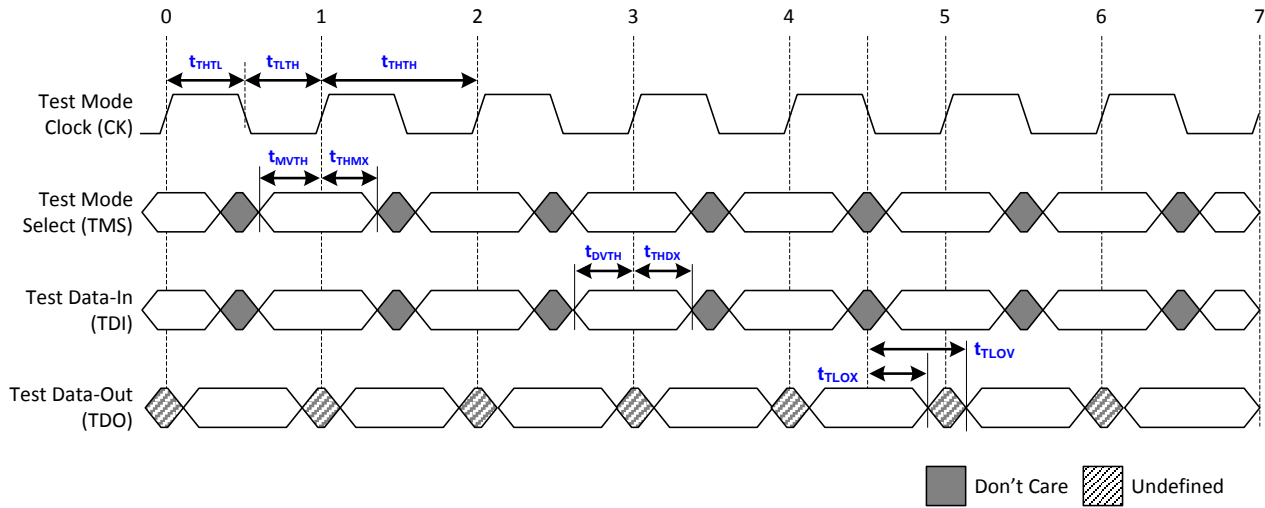 0 1 2 3 4 5 6 7
tTHTL tTLTH tTHTH
Test Mode
Clock (CK)
tMVTH tTHMX
Test Mode
Select (TMS)
tDVTH tTHDX
Test Data-In
(TDI)
tTLOV
tTLOX
Test Data-Out
(TDO)
Don't Care Undefined